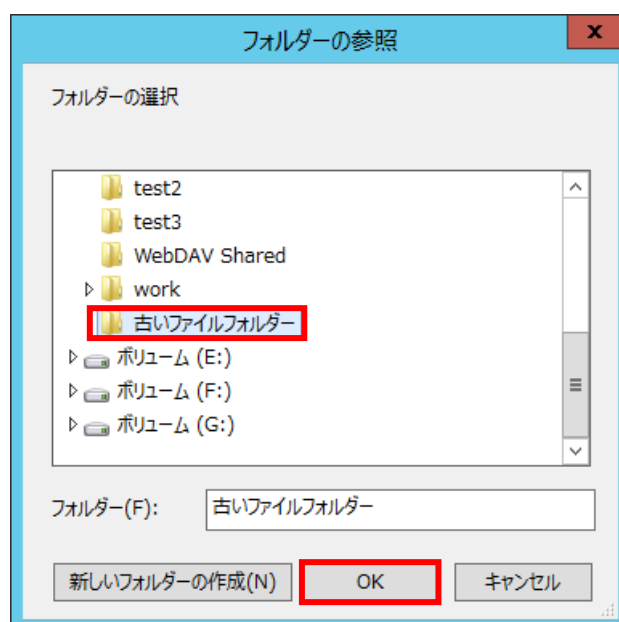 フォルダーの参照
x
フォルダーの選択
test2
test3
WebDAV Shared
work
古いファイルフォルダー
ボリューム (E:)
ボリューム (F:)
ボリューム (G:)
フォルダー(F): 古いファイルフォルダー
新しいフォルダーの作成(N) OK キャンセル